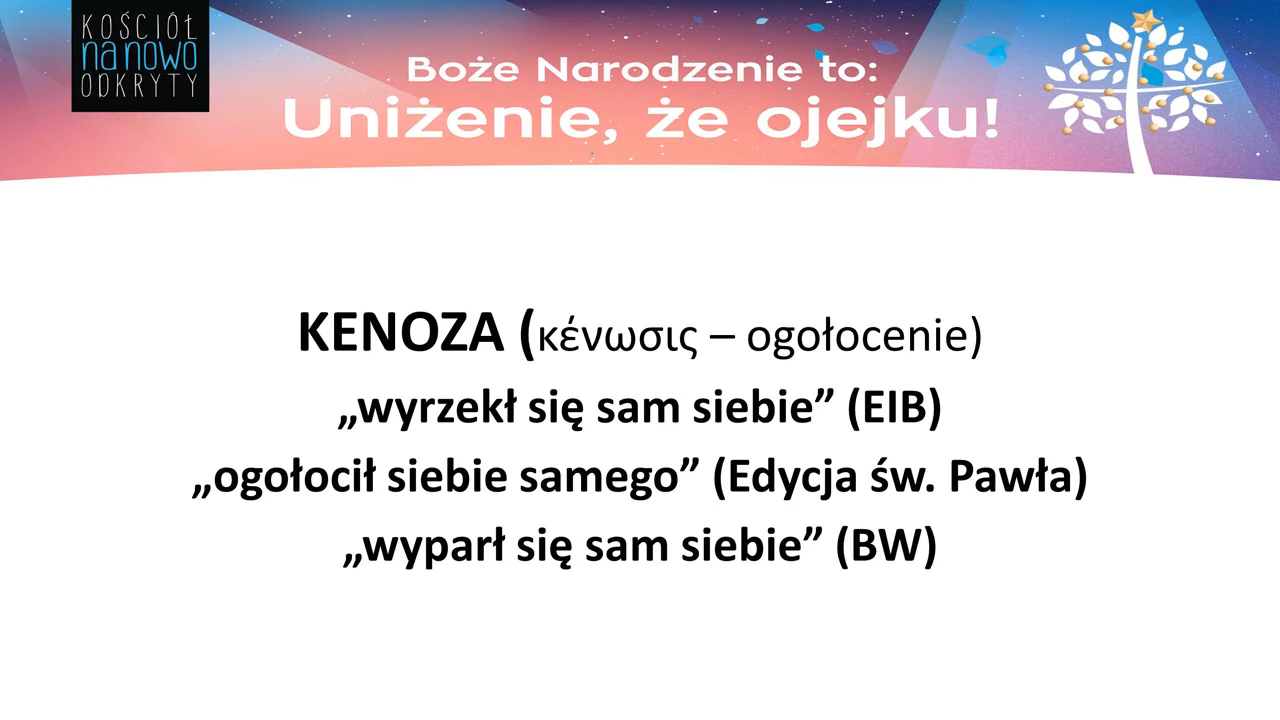 KOŚCIÓŁ
na nowo
ODKRYTY
Boże Narodzenie to:
Uniżenie, że ojejku!
KENOZA (κένωσις – ogołocenie)
„wyrzekł się sam siebie” (EIB)
„ogołocił siebie samego” (Edycja św. Pawła)
„wyparł się sam siebie” (BW)